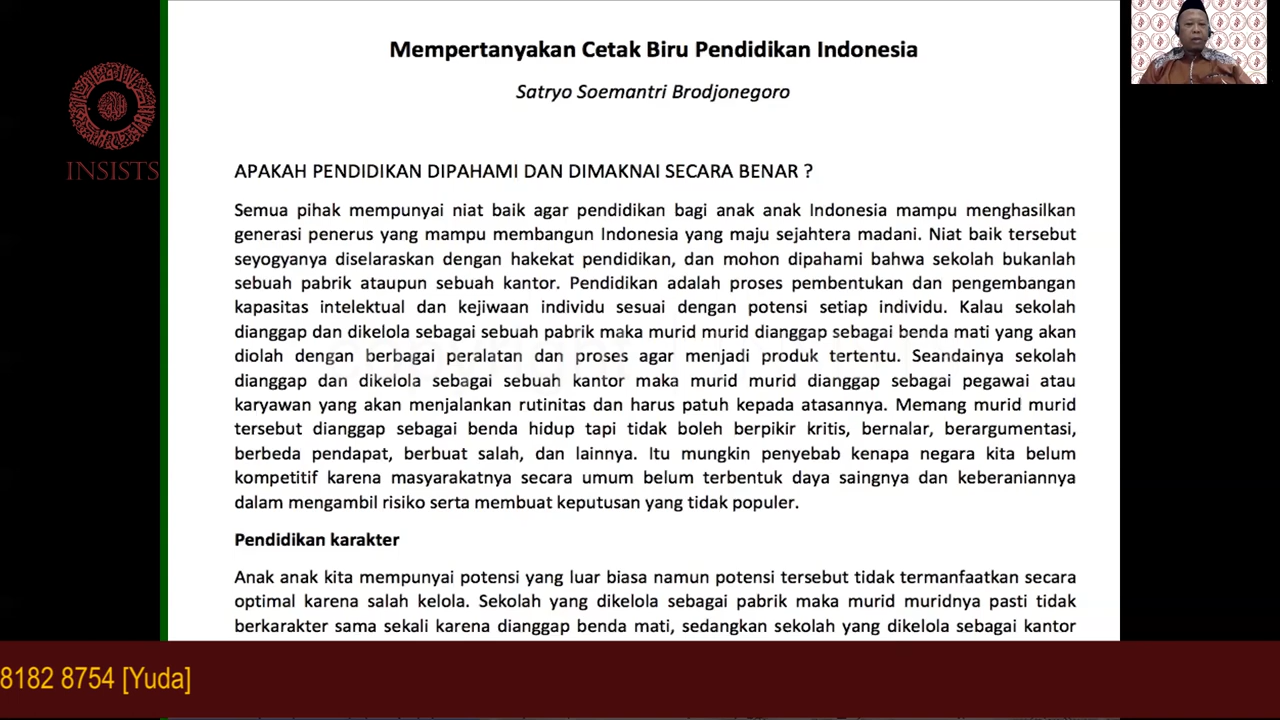 Mempertanyakan Cetak Biru Pendidikan Indonesia
Satryo Soemantri Brodjonegoro
INSISTS
APAKAH PENDIDIKAN DIPAHAMI DAN DIMAKNAI SECARA BENAR ?
Semua pihak mempunyai niat baik agar pendidikan bagi anak anak Indonesia mampu menghasilkan
generasi penerus yang mampu membangun Indonesia yang maju sejahtera madani. Niat baik tersebut
seyogyanya diselaraskan dengan hakekat pendidikan, dan mohon dipahami bahwa sekolah bukanlah
sebuah pabrik ataupun sebuah kantor. Pendidikan adalah proses pembentukan dan pengembangan
kapasitas intelektual dan kejiwaan individu sesuai dengan potensi setiap individu. Kalau sekolah
dianggap dan dikelola sebagai sebuah pabrik maka murid murid dianggap sebagai benda mati yang akan
diolah dengan berbagai peralatan dan proses agar menjadi produk tertentu. Seandainya sekolah
dianggap dan dikelola sebagai sebuah kantor maka murid murid dianggap sebagai pegawai atau
karyawan yang akan menjalankan rutinitas dan harus patuh kepada atasannya. Memang murid murid
tersebut dianggap sebagai benda hidup tapi tidak boleh berpikir kritis, bernalar, berargumentasi,
berbeda pendapat, berbuat salah, dan lainnya. Itu mungkin penyebab kenapa negara kita belum
kompetitif karena masyarakatnya secara umum belum terbentuk daya saingnya dan keberaniannya
dalam mengambil risiko serta membuat keputusan yang tidak populer.
Pendidikan karakter
Anak anak kita mempunyai potensi yang luar biasa namun potensi tersebut tidak termanfaatkan secara
optimal karena salah kelola. Sekolah yang dikelola sebagai pabrik maka murid muridnya pasti tidak
berkarakter sama sekali karena dianggap benda mati, sedangkan sekolah yang dikelola sebagai kantor
8182 8754 [Yuda]